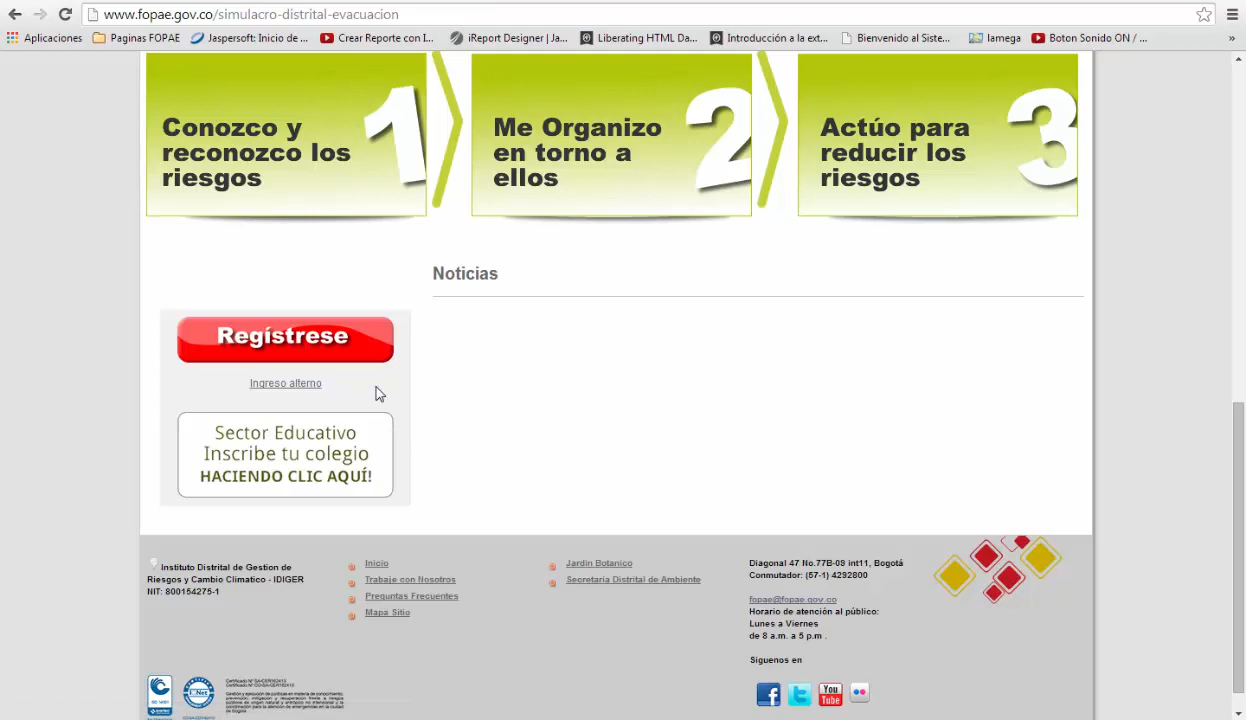 www.fopae.gov.co/simulacro-distrital-evacuacion
Aplicaciones
Paginas FOPAE
Jaspersoft: Inicio de ...
Crear Reporte con I...
iReport Designer | Ja...
Liberating HTML Da...
Introducción a la ext...
Bienvenido al Siste...
lamega
Boton Sonido ON / ...
»
Conozco y
reconozco los
riesgos
1
Me Organizo
en torno a
ellos
2
Actúo para
reducir los
riesgos
3
Noticias
Regístrese
Ingreso alterno
Sector Educativo
Inscribe tu colegio
HACIENDO CLIC AQUÍ!
Instituto Distrital de Gestion de
Riesgos y Cambio Climatico - IDIGER
NIT: 800154275-1
Inicio
Trabaje con Nosotros
Preguntas Frecuentes
Mapa Sitio
Jardin Botanico
Secretaria Distrital de Ambiente
Diagonal 47 No.77B-09 int11, Bogotá
Conmutador: (57-1) 4292800
fopae@fopae.gov.co
Horario de atención al público:
Lunes a Viernes
de 8 a.m. a 5 p.m .
Siguenos en
You
Tube